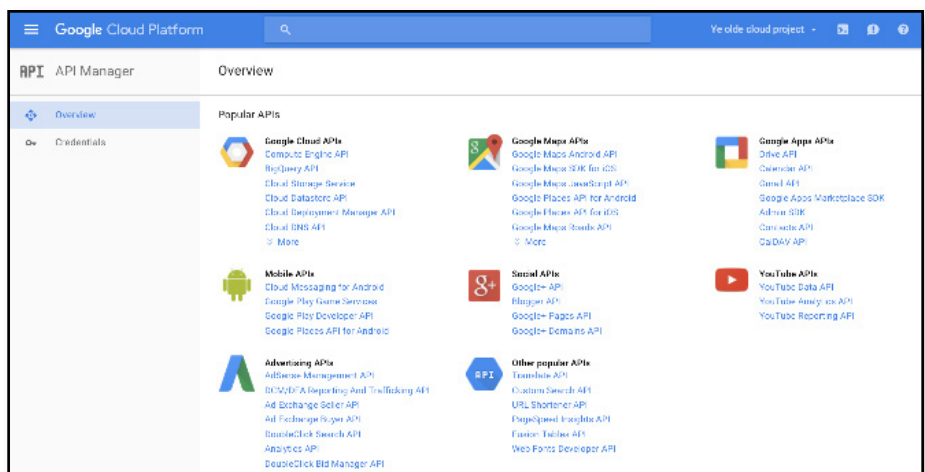 Google Cloud Platform
Ye olde cloud project
API API Manager
Overview
Overview
Credentials
Popular APIs
Google Cloud APIs
Compute Engine API
BigQuery API
Cloud Storage Service
Cloud Datastore API
Cloud Deployment Manager API
Cloud DNS API
More
Google Maps APIs
Google Maps Android API
Google Maps SDK for iOS
Google Maps JavaScript API
Google Places API for Android
Google Places API for iOS
Google Maps Roads API
More
Google Apps APIs
Drive API
Calendar API
Gmail API
Google Apps Marketplace SDK
Admin SDK
Contacts API
CalDAV API
Mobile APIs
Cloud Messaging for Android
Google Play Game Services
Google Play Developer API
Google Places API for Android
g+
Social APIs
Google+ API
Blogger API
Google+ Pages API
Google+ Domains API
YouTube APIs
YouTube Data API
YouTube Analytics API
YouTube Reporting API
Advertising APIs
AdSense Management API
DCM/DFA Reporting And Trafficking API
Ad Exchange Seller API
Ad Exchange Buyer API
DoubleClick Search API
Analytics API
DoubleClick Bid Manager API
API
Other popular APIs
Translate API
Custom Search API
URL Shortener API
PageSpeed Insights API
Fusion Tables API
Web Fonts Developer API